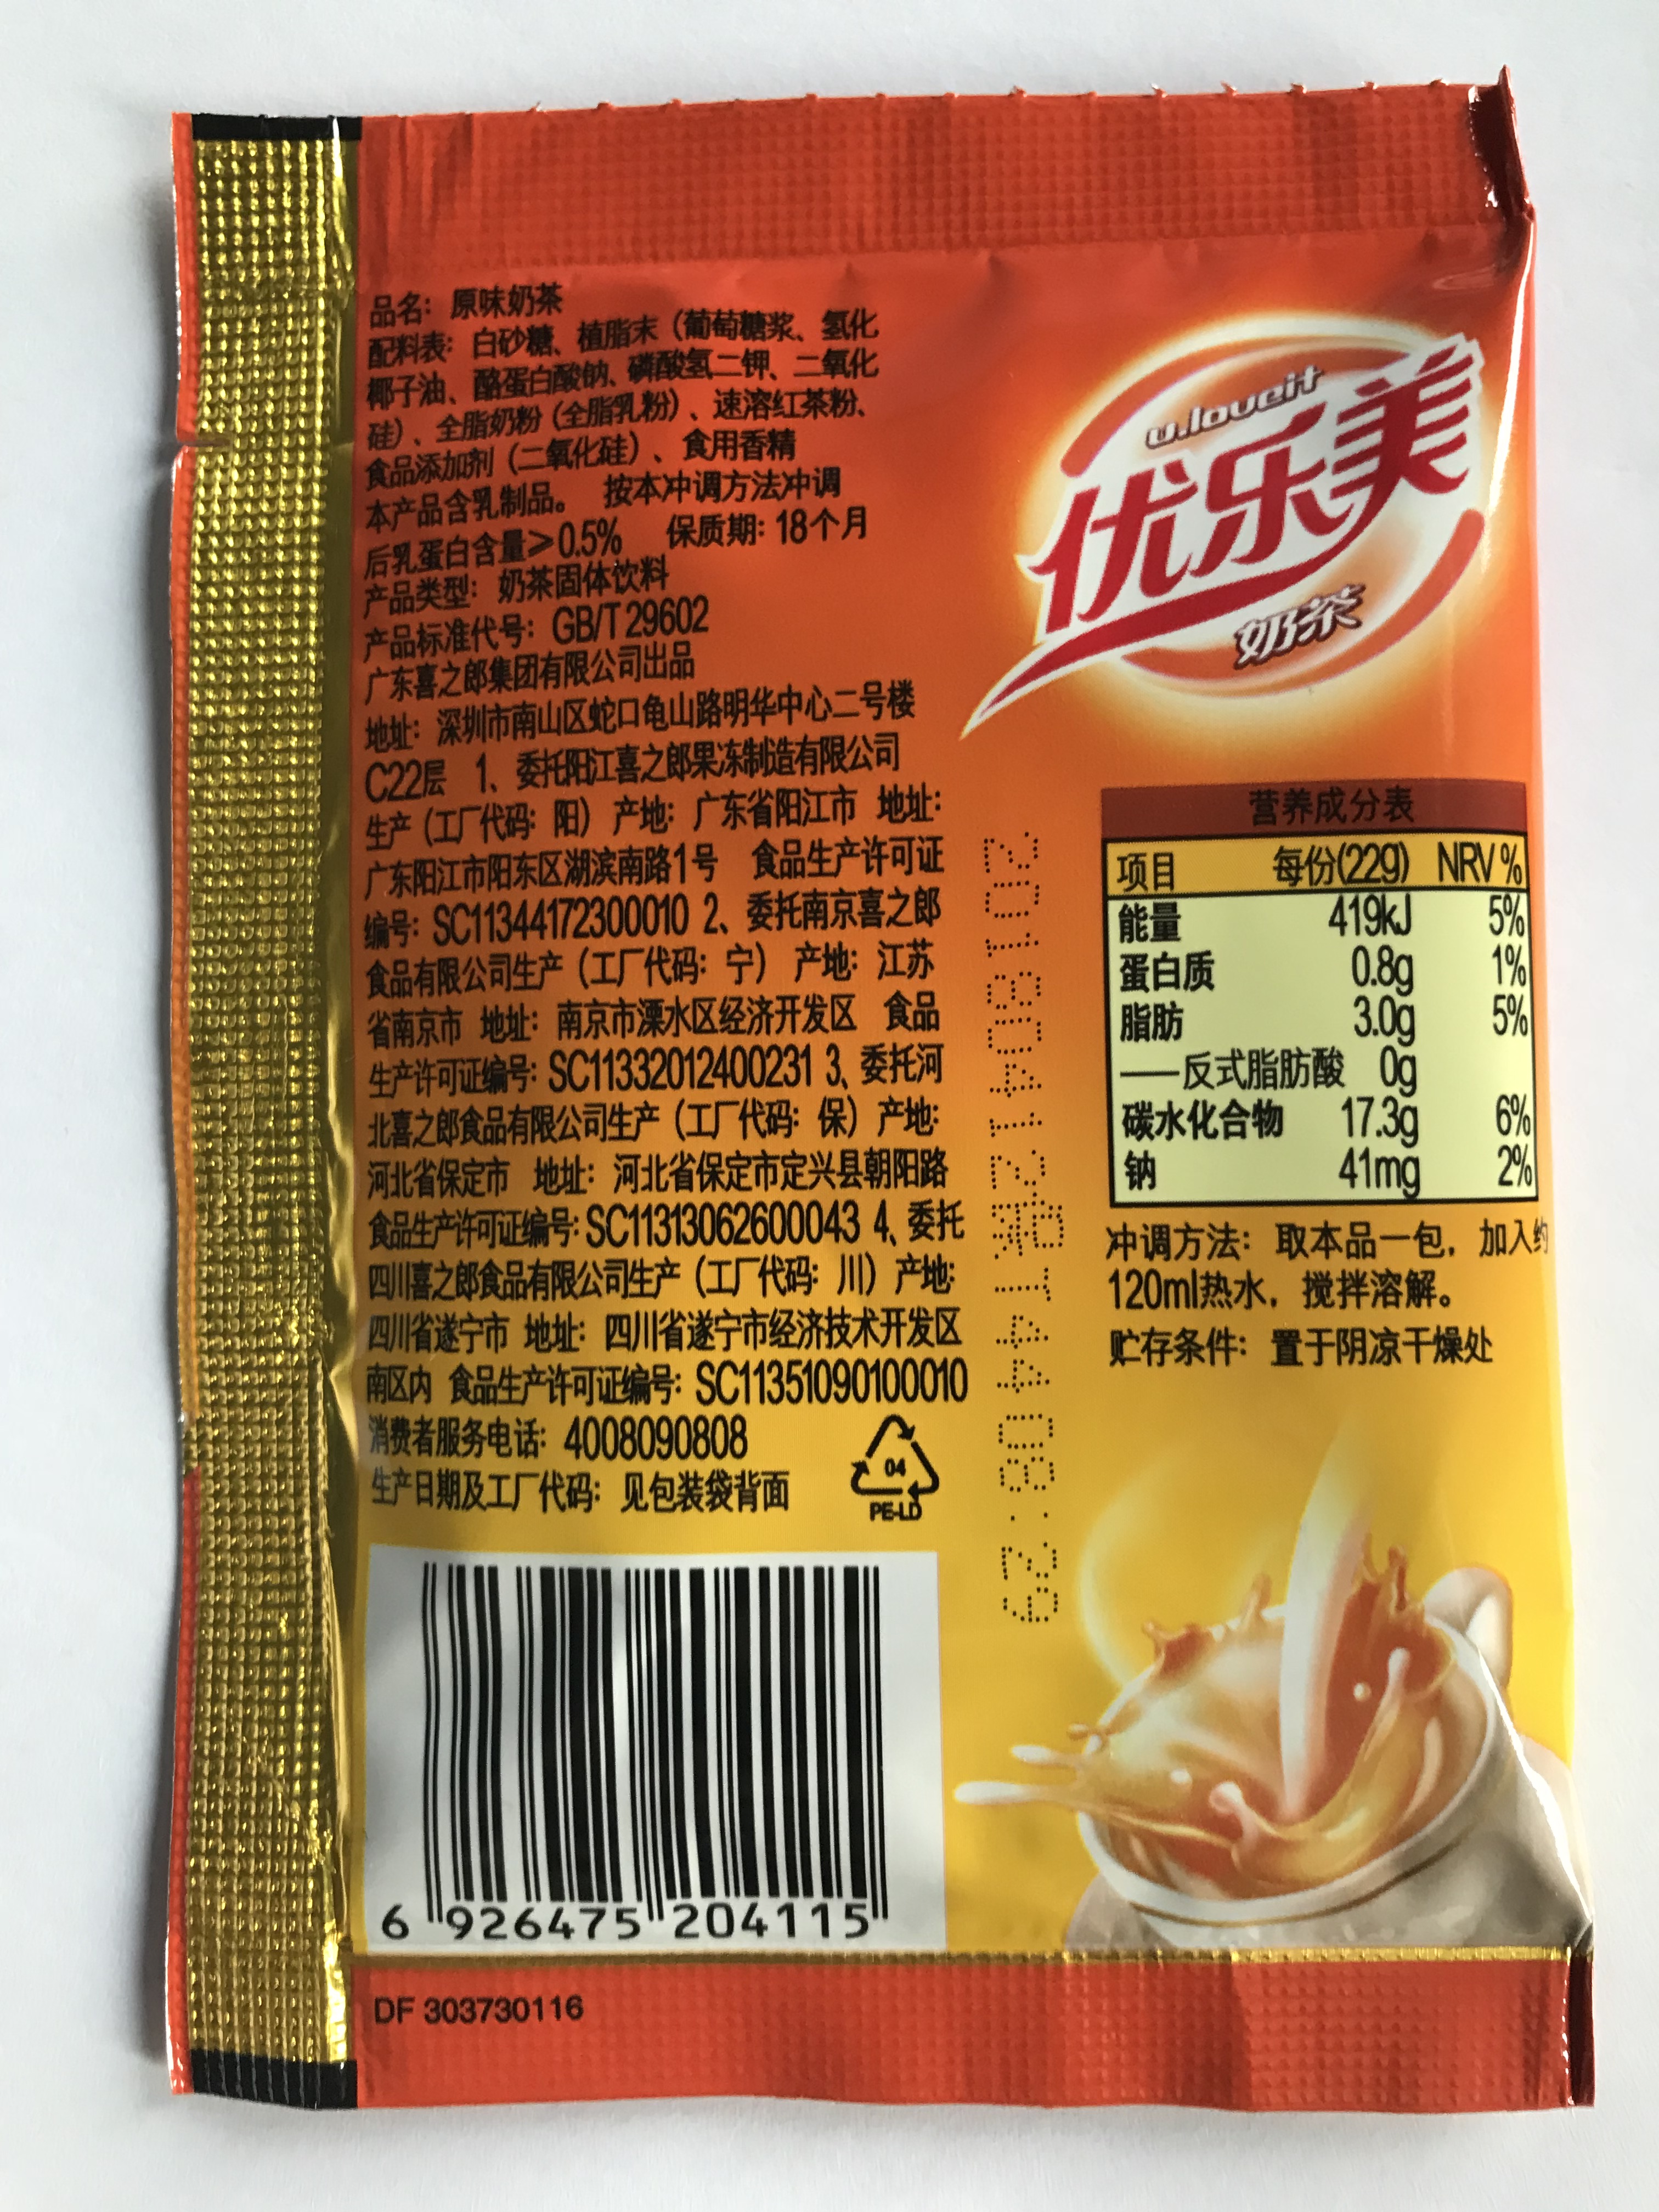 品名：原味奶茶
配料表：白砂糖、植脂末（葡萄糖浆、氢化
椰子油、酪蛋白酸钠、磷酸氢二钾、二氧化
硅）、全脂奶粉（全脂乳粉）、速溶红茶粉、
食品添加剂（二氧化硅）、食用香精
本产品含乳制品。 按本冲调方法冲调
后乳蛋白含量≥0.5% 保质期：18个月
产品类型：奶茶固体饮料
产品标准代号：GB/T 29602
广东喜之郎集团有限公司出品
地址：深圳市南山区蛇口龟山路明华中心二号楼
C22层 1、委托阳江喜之郎果冻制造有限公司
生产（工厂代码：阳）产地：广东省阳江市 地址：
广东阳江市阳东区湖滨南路1号 食品生产许可证
编号：SC11344172300010 2、委托南京喜之郎
食品有限公司生产（工厂代码：宁）产地：江苏
省南京市 地址：南京市溧水区经济开发区 食品
生产许可证编号：SC11332012400231 3、委托河
北喜之郎食品有限公司生产（工厂代码：保）产地：
河北省保定市 地址：河北省保定市定兴县朝阳路
食品生产许可证编号：SC11313062600043 4、委托
四川喜之郎食品有限公司生产（工厂代码：川）产地：
四川省遂宁市 地址：四川省遂宁市经济技术开发区
南区内 食品生产许可证编号：SC11351090100010
消费者服务电话：4008090808
生产日期及工厂代码：见包装袋背面
04
PE-LD
6 926475 204115
DF 303730116
u.loveit
优乐美
奶茶
营养成分表
项目 每份(22g) NRV%
能量 419kJ 5%
蛋白质 0.8g 1%
脂肪 3.0g 5%
——反式脂肪酸 0g
碳水化合物 17.3g 6%
钠 41mg 2%
冲调方法：取本品一包，加入约
120ml热水，搅拌溶解。
贮存条件：置于阴凉干燥处